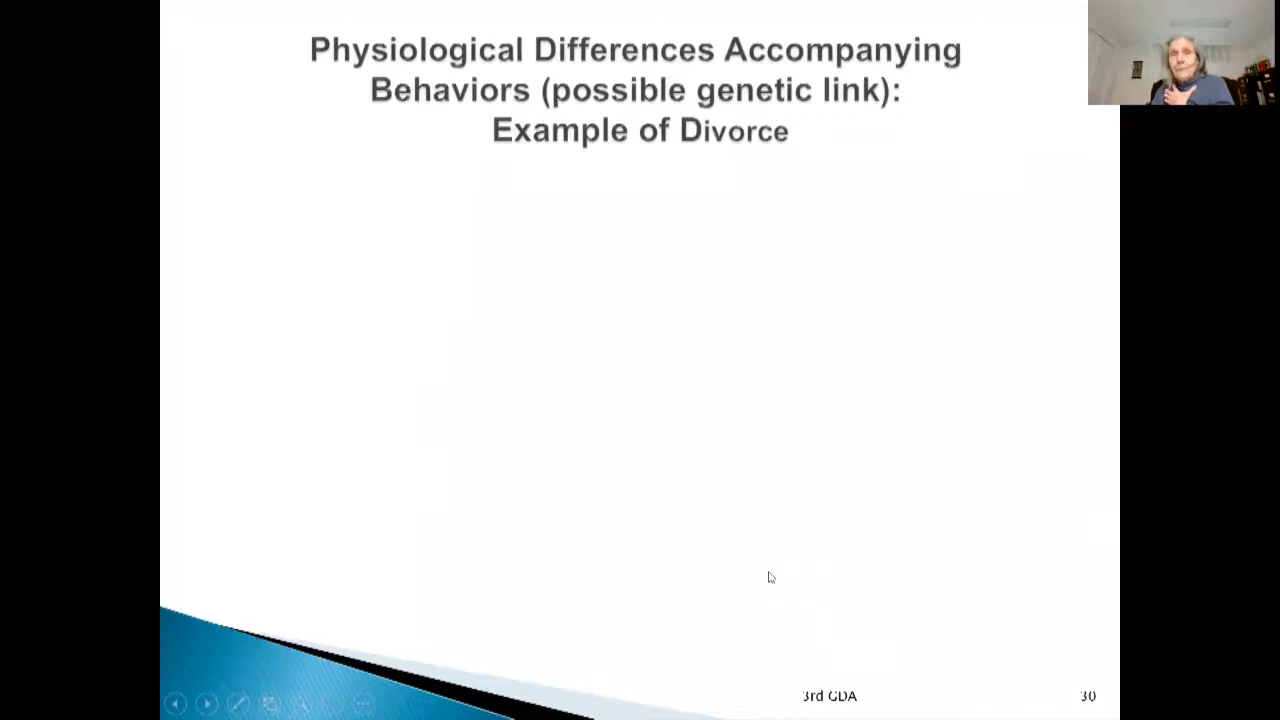 Physiological Differences Accompanying
Behaviors (possible genetic link):
Example of Divorce
3rd GDA
30